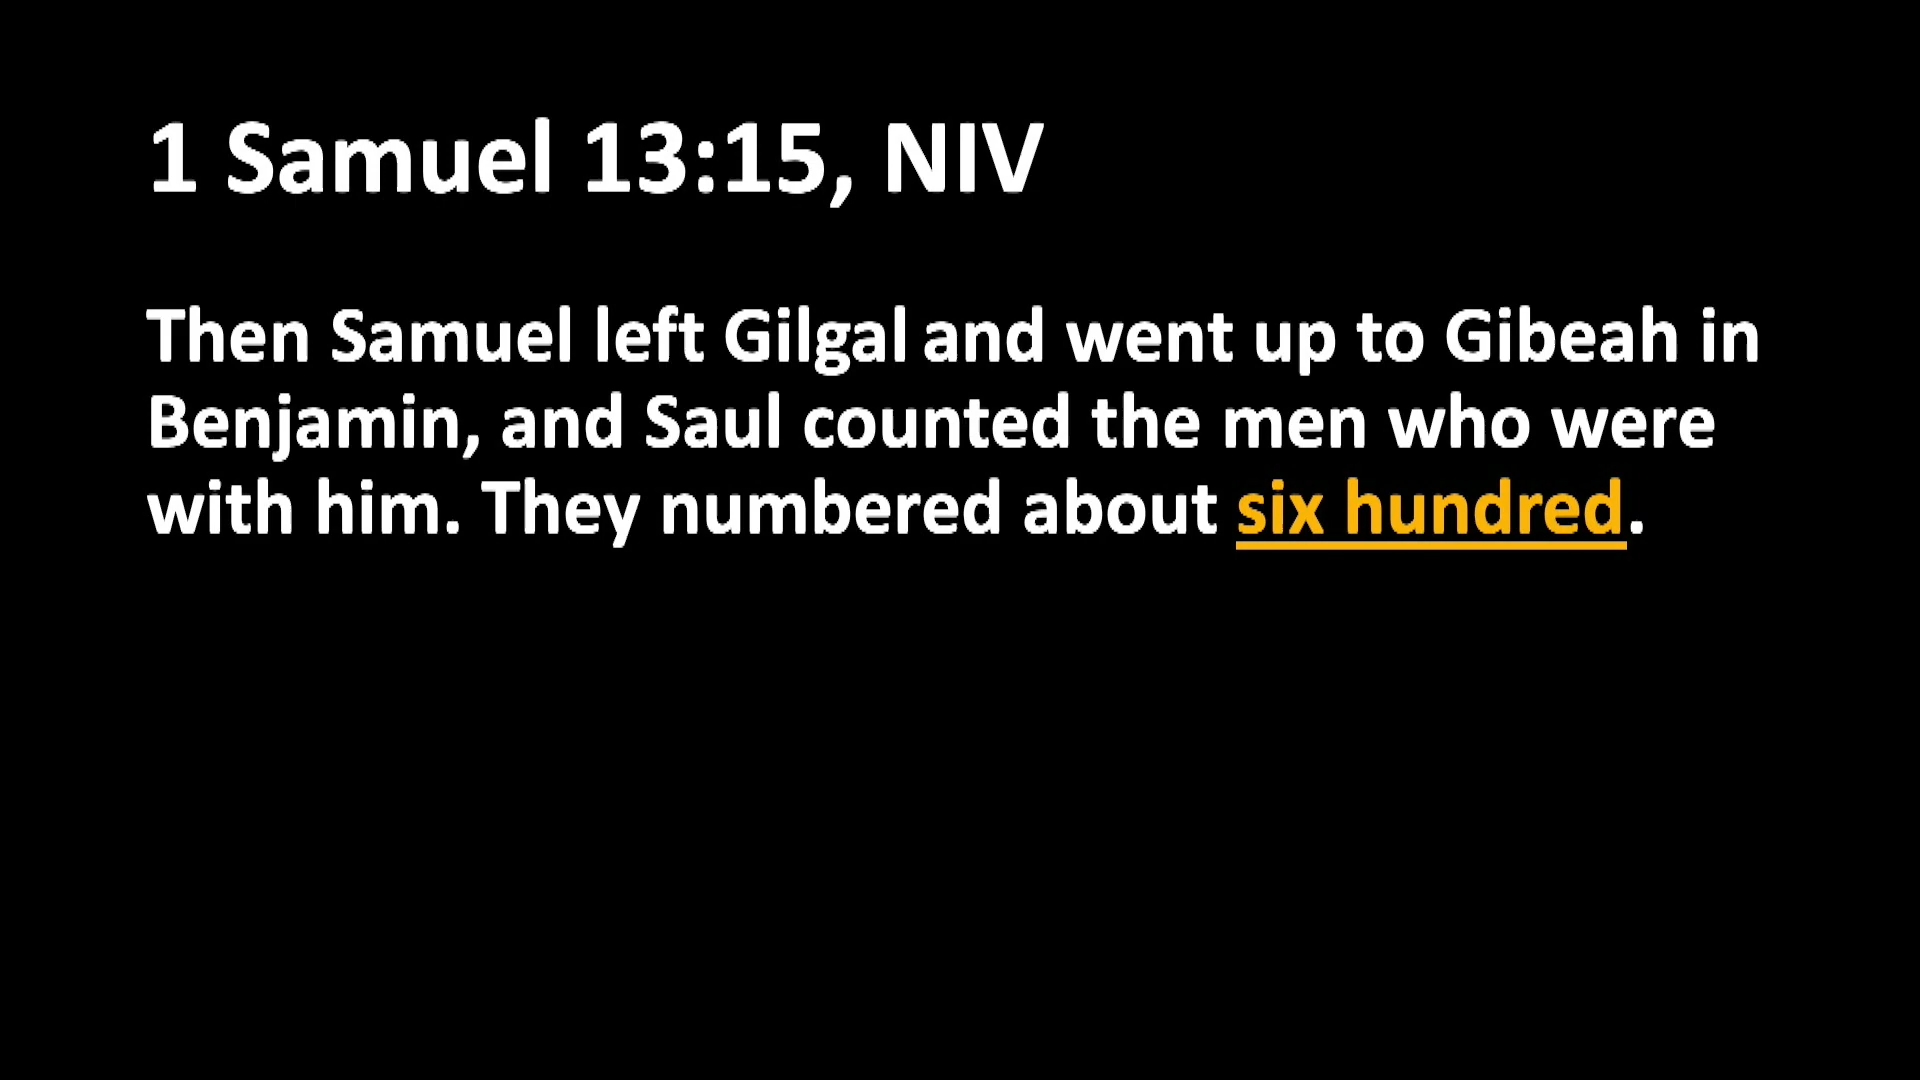 1 Samuel 13:15, NIV
Then Samuel left Gilgal and went up to Gibeah in
Benjamin, and Saul counted the men who were
with him. They numbered about six hundred.